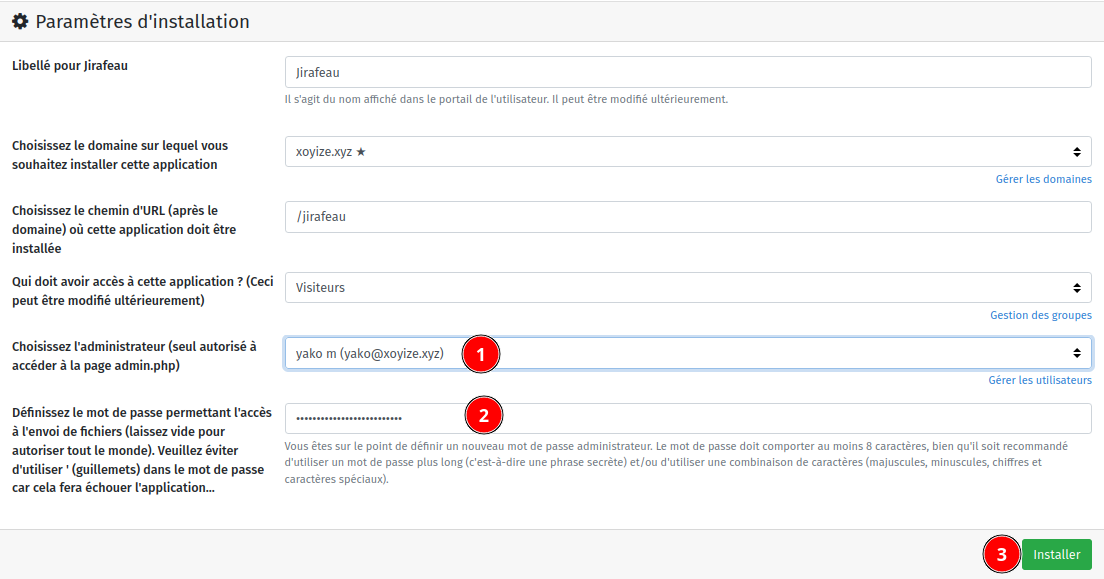 Paramètres d'installation
Libellé pour Jirafeau
Jirafeau
Il s'agit du nom affiché dans le portail de l'utilisateur. Il peut être modifié ultérieurement.
Choisissez le domaine sur lequel vous
souhaitez installer cette application
xoyize.xyz ★
Gérer les domaines
Choisissez le chemin d'URL (après le
domaine) où cette application doit être
installée
/jirafeau
Qui doit avoir accès à cette application ? (Ceci
peut être modifié ultérieurement)
Visiteurs
Gestion des groupes
Choisissez l'administrateur (seul autorisé à
accéder à la page admin.php)
yako m (yako@xoyize.xyz)
1
Gérer les utilisateurs
Définissez le mot de passe permettant l'accès
à l'envoi de fichiers (laissez vide pour
autoriser tout le monde). Veuillez éviter
d'utiliser ' (guillemets) dans le mot de passe
car cela fera échouer l'application...
•••••••••••••••••••••••••
2
Vous êtes sur le point de définir un nouveau mot de passe administrateur. Le mot de passe doit comporter au moins 8 caractères, bien qu'il soit recommandé
d'utiliser un mot de passe plus long (c'est-à-dire une phrase secrète) et/ou d'utiliser une combinaison de caractères (majuscules, minuscules, chiffres et
caractères spéciaux).
3
Installer